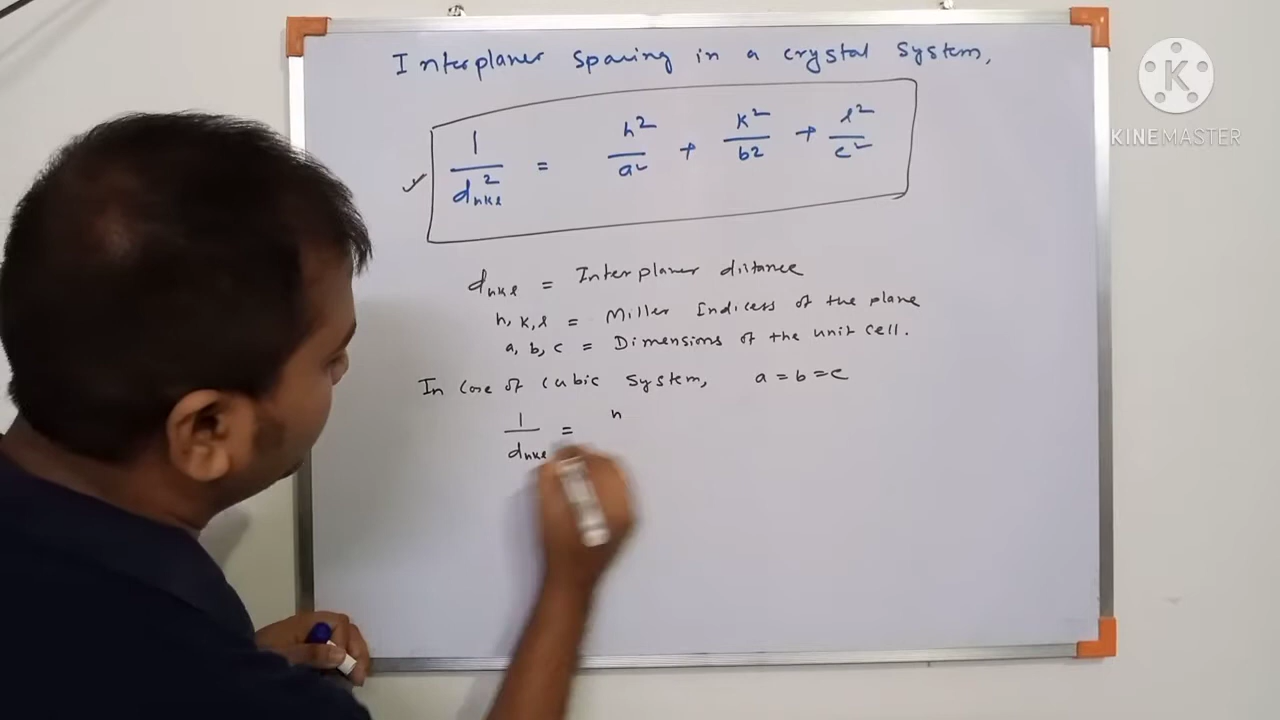 Interplaner spacing in a crystal system,
1/d²hkl = h²/a² + k²/b² + l²/c²
dhkl = Interplaner distance
h, k, l = Miller Indices of the plane
a, b, c = Dimensions of the unit cell.
In case of cubic system, a = b = c
1/dhkl = h
K
KINEMASTER